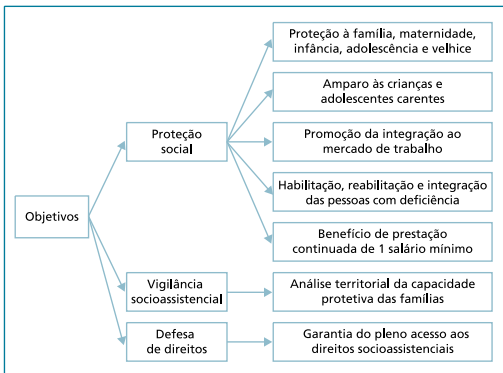 Proteção à família, maternidade,
infância, adolescência e velhice
Amparo às crianças e
adolescentes carentes
Proteção
social
Promoção da integração ao
mercado de trabalho
Habilitação, reabilitação e integração
das pessoas com deficiência
Objetivos
Benefício de prestação
continuada de 1 salário mínimo
Vigilância
socioassistencial
Análise territorial da capacidade
protetiva das famílias
Defesa
de direitos
Garantia do pleno acesso aos
direitos socioassistenciais